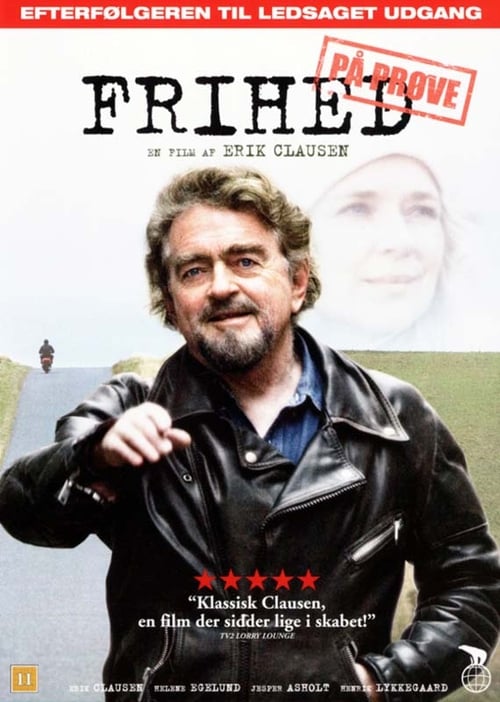 EFTERFØLGEREN TIL LEDSAGET UDGANG
PÅ PRØVE
FRIHED
EN FILM AF ERIK CLAUSEN
★★★★★
"Klassisk Clausen,
en film der sidder lige i skabet!"
TV2 LORRY LOUNGE
11
ERIK CLAUSEN HELENE EGELUND JESPER ASHOLT HENRIK LYKKEGAARD